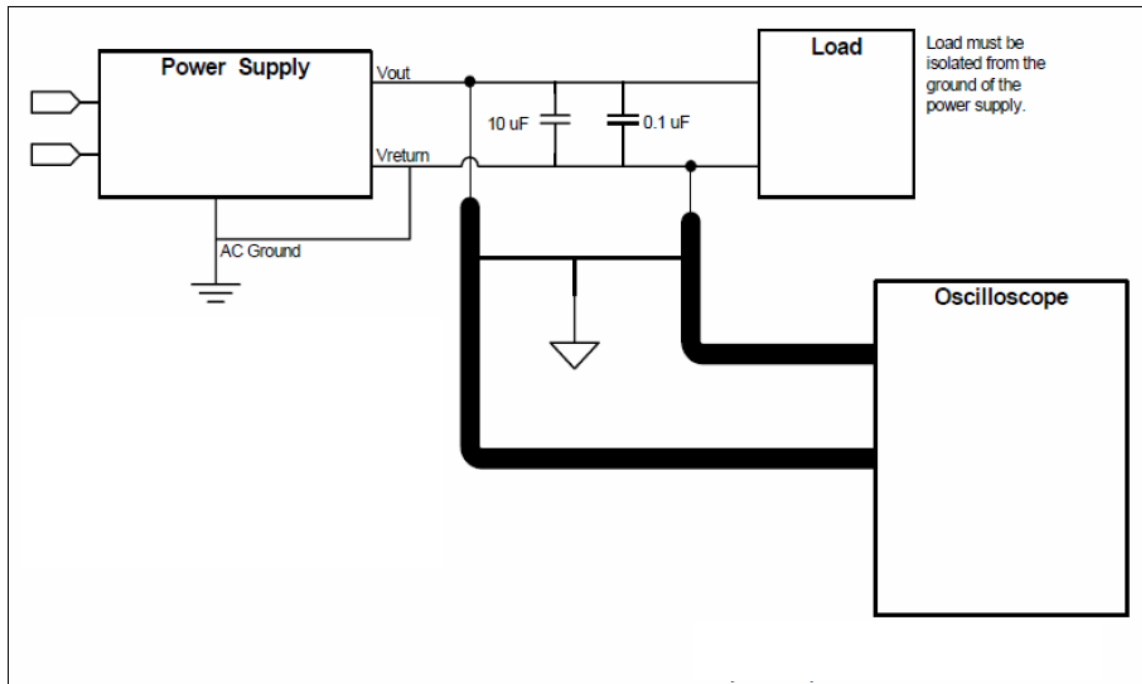 Power Supply
Vout
Load
Load must be
isolated from the
ground of the
power supply.
10 uF
0.1 uF
Vreturn
AC Ground
Oscilloscope